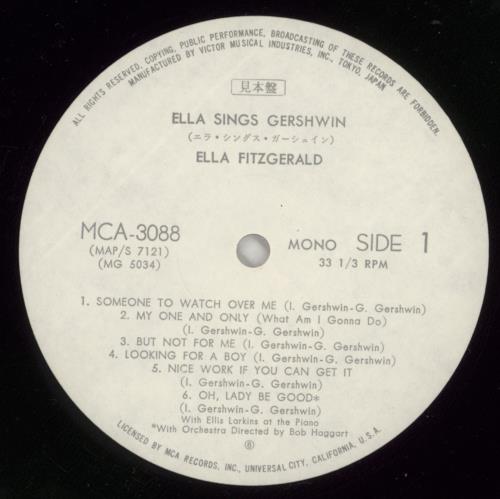 ALL RIGHTS RESERVED. COPYING, PUBLIC PERFORMANCE, BROADCASTING OF THESE RECORDS ARE FORBIDDEN.
MANUFACTURED BY VICTOR MUSICAL INDUSTRIES, INC., TOKYO, JAPAN
見本盤
ELLA SINGS GERSHWIN
(エラ・シングス・ガーシュイン)
ELLA FITZGERALD
MCA-3088
(MAP/S 7121)
(MG 5034)
MONO SIDE 1
33 1/3 RPM
1. SOMEONE TO WATCH OVER ME (I. Gershwin-G. Gershwin)
2. MY ONE AND ONLY (What Am I Gonna Do)
(I. Gershwin-G. Gershwin)
3. BUT NOT FOR ME (I. Gershwin-G. Gershwin)
4. LOOKING FOR A BOY (I. Gershwin-G. Gershwin)
5. NICE WORK IF YOU CAN GET IT
(I. Gershwin-G. Gershwin)
6. OH, LADY BE GOOD*
(I. Gershwin-G. Gershwin)
With Ellis Larkins at the Piano
*With Orchestra Directed by Bob Haggart
LICENSED BY MCA RECORDS, INC., UNIVERSAL CITY, CALIFORNIA, U.S.A.